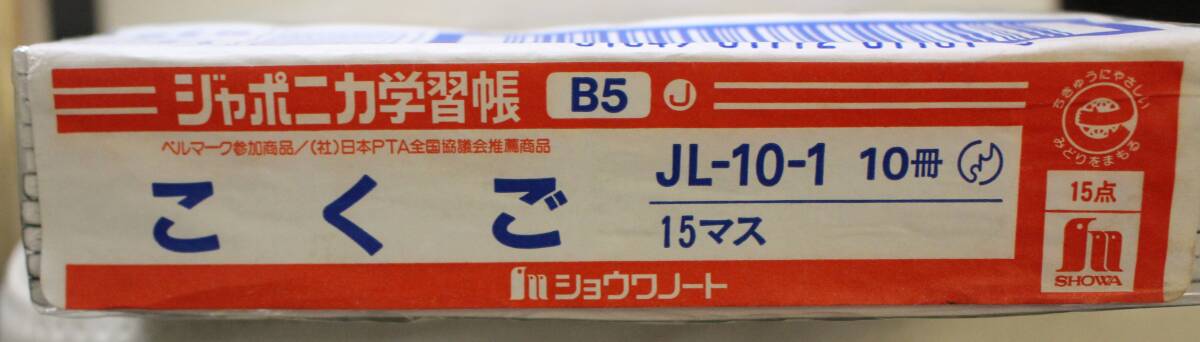 ジャポニカ学習帳 B5 J
ベルマーク参加商品/(社)日本PTA全国協議会推薦商品
こくご
JL-10-1 10冊
15マス
ショウワノート
ちきゅうにやさしい
みどりをまもる
15点
SHOWA